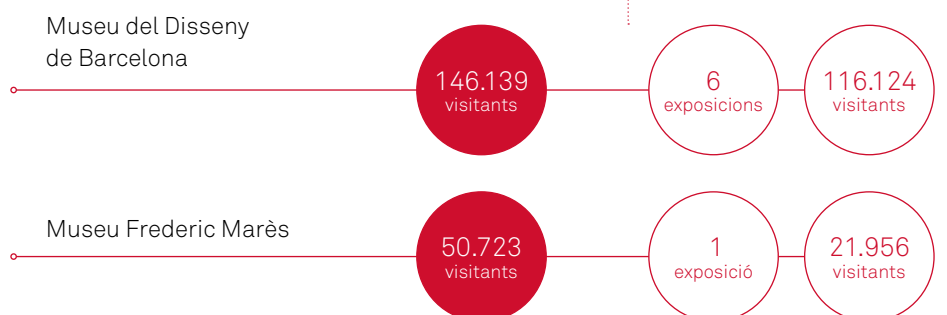 Museu del Disseny
de Barcelona
146.139
visitants
6
exposicions
116.124
visitants
Museu Frederic Marès
50.723
visitants
1
exposició
21.956
visitants